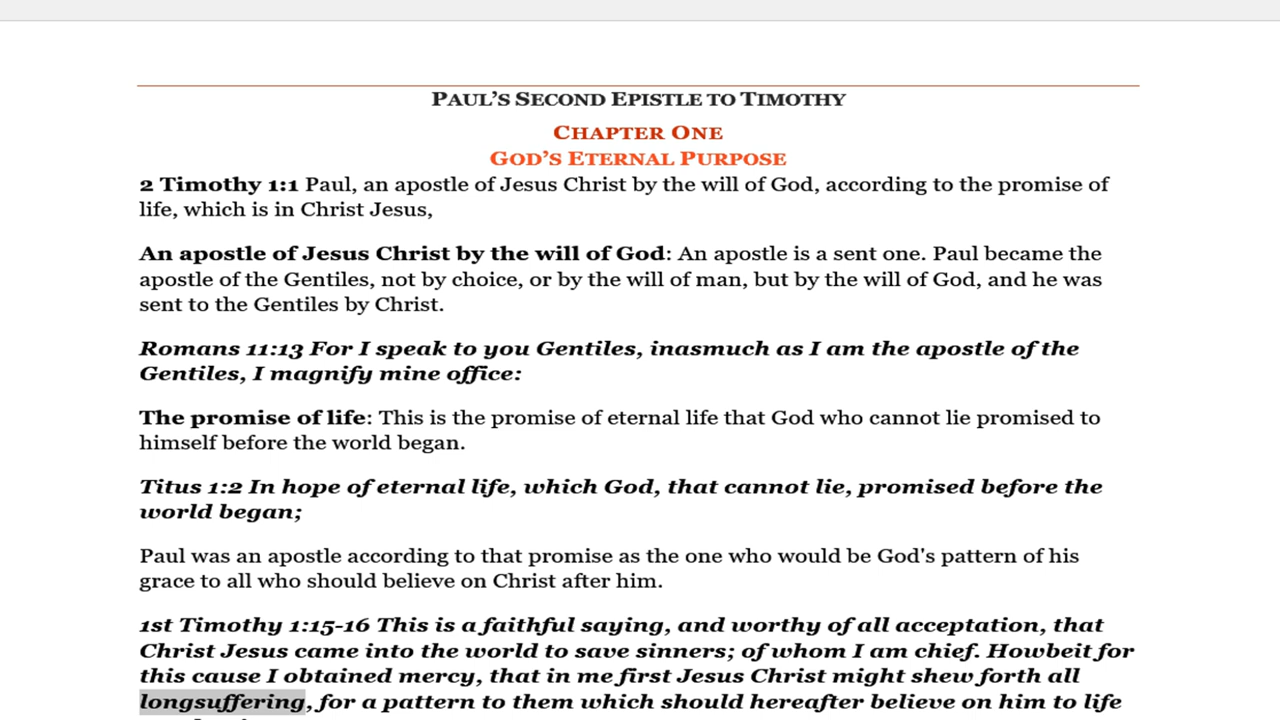 PAUL'S SECOND EPISTLE TO TIMOTHY
CHAPTER ONE
GOD'S ETERNAL PURPOSE
2 Timothy 1:1 Paul, an apostle of Jesus Christ by the will of God, according to the promise of
life, which is in Christ Jesus,
An apostle of Jesus Christ by the will of God: An apostle is a sent one. Paul became the
apostle of the Gentiles, not by choice, or by the will of man, but by the will of God, and he was
sent to the Gentiles by Christ.
Romans 11:13 For I speak to you Gentiles, inasmuch as I am the apostle of the
Gentiles, I magnify mine office:
The promise of life: This is the promise of eternal life that God who cannot lie promised to
himself before the world began.
Titus 1:2 In hope of eternal life, which God, that cannot lie, promised before the
world began;
Paul was an apostle according to that promise as the one who would be God's pattern of his
grace to all who should believe on Christ after him.
1st Timothy 1:15-16 This is a faithful saying, and worthy of all acceptation, that
Christ Jesus came into the world to save sinners; of whom I am chief. Howbeit for
this cause I obtained mercy, that in me first Jesus Christ might shew forth all
longsuffering, for a pattern to them which should hereafter believe on him to life